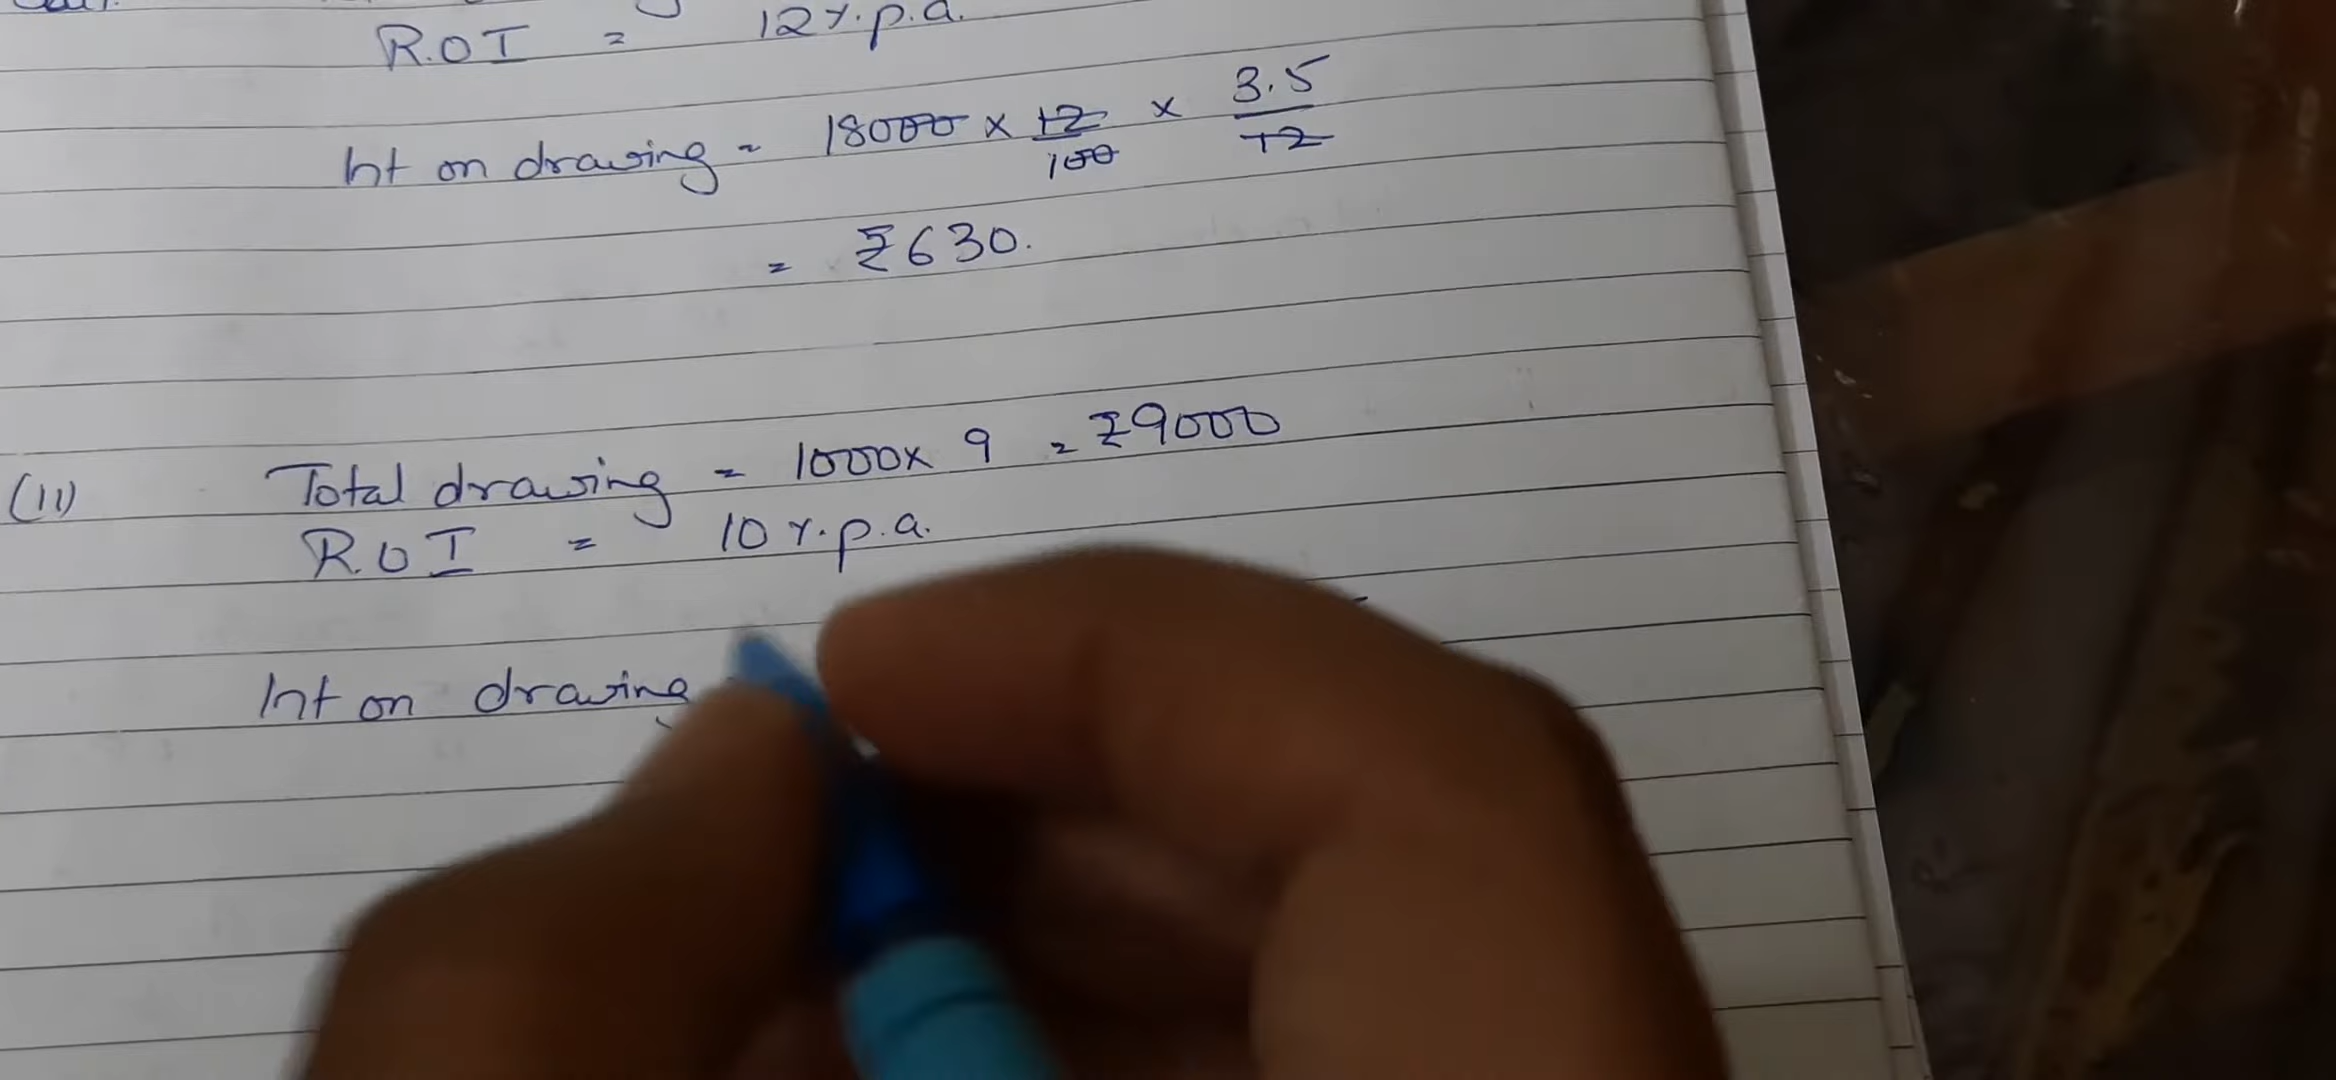 R.O.I = 12%.p.a.
Int on drawing = 18000 × 12/100 × 3.5/12
= ₹630.
(II) Total drawing = 1000× 9 = ₹9000
R.O.I = 10%.p.a.
Int on drawing